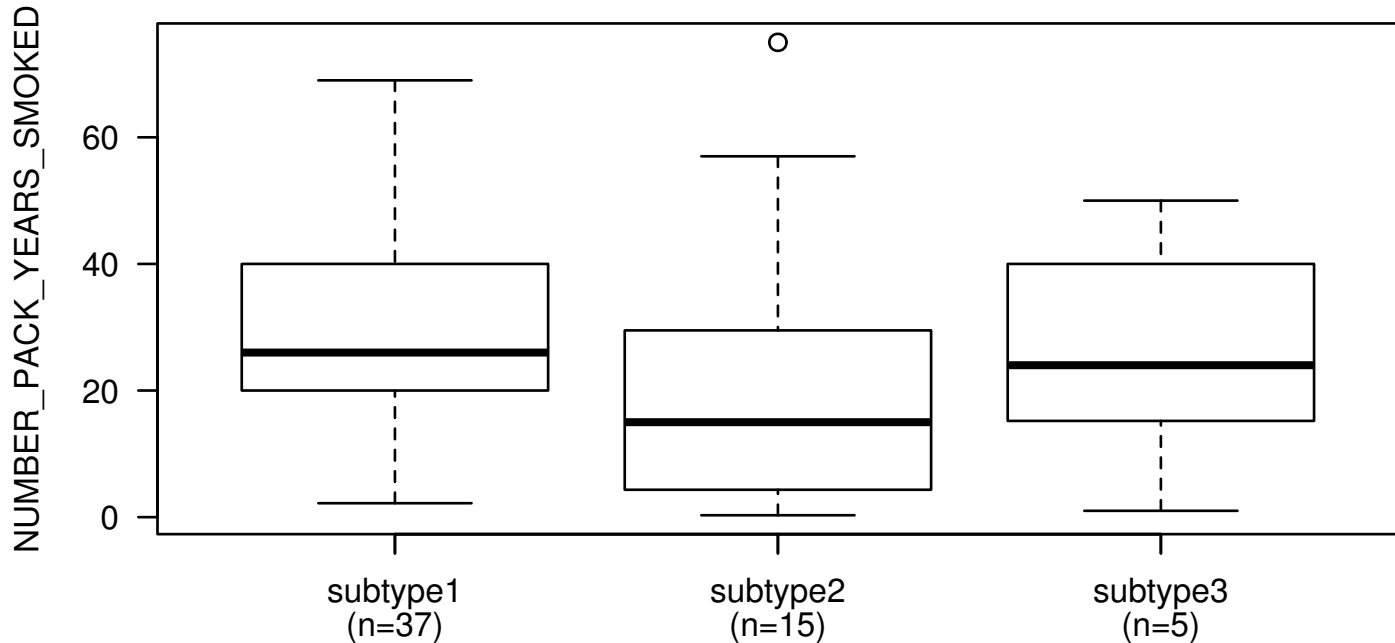 NUMBER_PACK_YEARS_SMOKED
60
40
20
0
subtype1
(n=37)
subtype2
(n=15)
subtype3
(n=5)